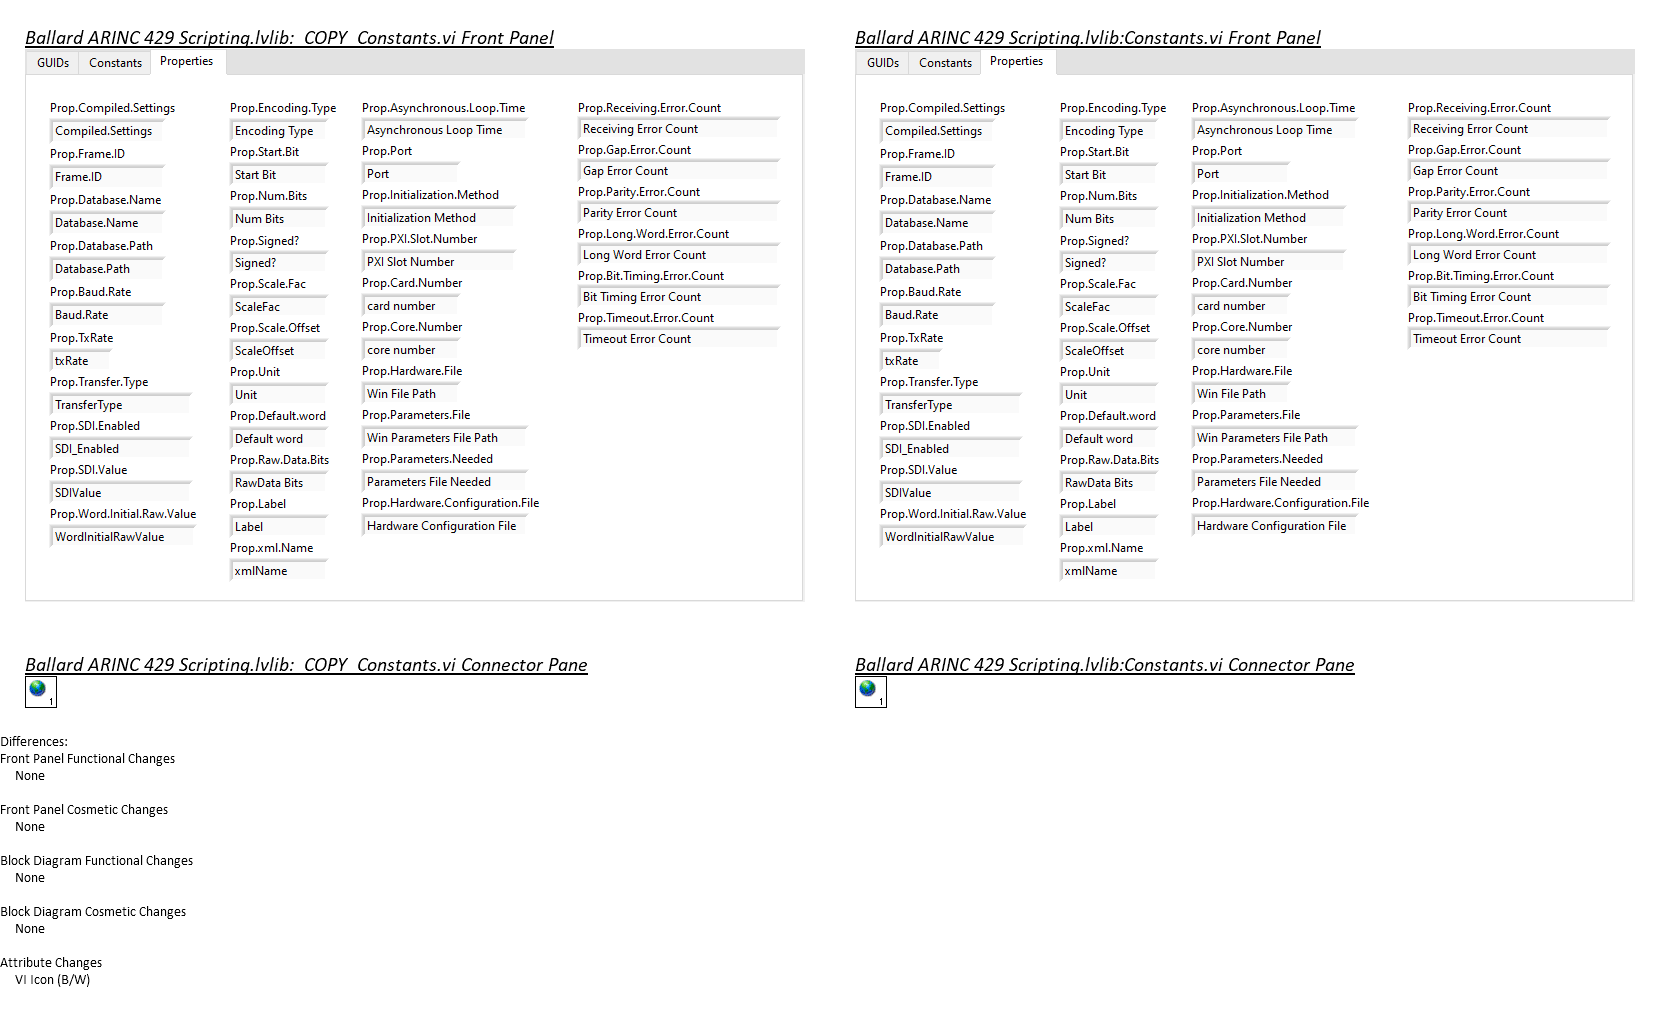 Ballard ARINC 429 Scripting.lvlib:_COPY_Constants.vi Front Panel
GUIDs Constants Properties
Prop.Compiled.Settings
Compiled.Settings
Prop.Frame.ID
Frame.ID
Prop.Database.Name
Database.Name
Prop.Database.Path
Database.Path
Prop.Baud.Rate
Baud.Rate
Prop.TxRate
txRate
Prop.Transfer.Type
TransferType
Prop.SDI.Enabled
SDI_Enabled
Prop.SDI.Value
SDIValue
Prop.Word.Initial.Raw.Value
WordInitialRawValue
Prop.Encoding.Type
Encoding Type
Prop.Start.Bit
Start Bit
Prop.Num.Bits
Num Bits
Prop.Signed?
Signed?
Prop.Scale.Fac
ScaleFac
Prop.Scale.Offset
ScaleOffset
Prop.Unit
Unit
Prop.Default.word
Default word
Prop.Raw.Data.Bits
RawData Bits
Prop.Label
Label
Prop.xml.Name
xmlName
Prop.Asynchronous.Loop.Time
Asynchronous Loop Time
Prop.Port
Port
Prop.Initialization.Method
Initialization Method
Prop.PXI.Slot.Number
PXI Slot Number
Prop.Card.Number
card number
Prop.Core.Number
core number
Prop.Hardware.File
Win File Path
Prop.Parameters.File
Win Parameters File Path
Prop.Parameters.Needed
Parameters File Needed
Prop.Hardware.Configuration.File
Hardware Configuration File
Prop.Receiving.Error.Count
Receiving Error Count
Prop.Gap.Error.Count
Gap Error Count
Prop.Parity.Error.Count
Parity Error Count
Prop.Long.Word.Error.Count
Long Word Error Count
Prop.Bit.Timing.Error.Count
Bit Timing Error Count
Prop.Timeout.Error.Count
Timeout Error Count
Ballard ARINC 429 Scripting.lvlib:Constants.vi Front Panel
GUIDs Constants Properties
Prop.Compiled.Settings
Compiled.Settings
Prop.Frame.ID
Frame.ID
Prop.Database.Name
Database.Name
Prop.Database.Path
Database.Path
Prop.Baud.Rate
Baud.Rate
Prop.TxRate
txRate
Prop.Transfer.Type
TransferType
Prop.SDI.Enabled
SDI_Enabled
Prop.SDI.Value
SDIValue
Prop.Word.Initial.Raw.Value
WordInitialRawValue
Prop.Encoding.Type
Encoding Type
Prop.Start.Bit
Start Bit
Prop.Num.Bits
Num Bits
Prop.Signed?
Signed?
Prop.Scale.Fac
ScaleFac
Prop.Scale.Offset
ScaleOffset
Prop.Unit
Unit
Prop.Default.word
Default word
Prop.Raw.Data.Bits
RawData Bits
Prop.Label
Label
Prop.xml.Name
xmlName
Prop.Asynchronous.Loop.Time
Asynchronous Loop Time
Prop.Port
Port
Prop.Initialization.Method
Initialization Method
Prop.PXI.Slot.Number
PXI Slot Number
Prop.Card.Number
card number
Prop.Core.Number
core number
Prop.Hardware.File
Win File Path
Prop.Parameters.File
Win Parameters File Path
Prop.Parameters.Needed
Parameters File Needed
Prop.Hardware.Configuration.File
Hardware Configuration File
Prop.Receiving.Error.Count
Receiving Error Count
Prop.Gap.Error.Count
Gap Error Count
Prop.Parity.Error.Count
Parity Error Count
Prop.Long.Word.Error.Count
Long Word Error Count
Prop.Bit.Timing.Error.Count
Bit Timing Error Count
Prop.Timeout.Error.Count
Timeout Error Count
Ballard ARINC 429 Scripting.lvlib:_COPY_Constants.vi Connector Pane
1
Ballard ARINC 429 Scripting.lvlib:Constants.vi Connector Pane
1
Differences:
Front Panel Functional Changes
None
Front Panel Cosmetic Changes
None
Block Diagram Functional Changes
None
Block Diagram Cosmetic Changes
None
Attribute Changes
VI Icon (B/W)